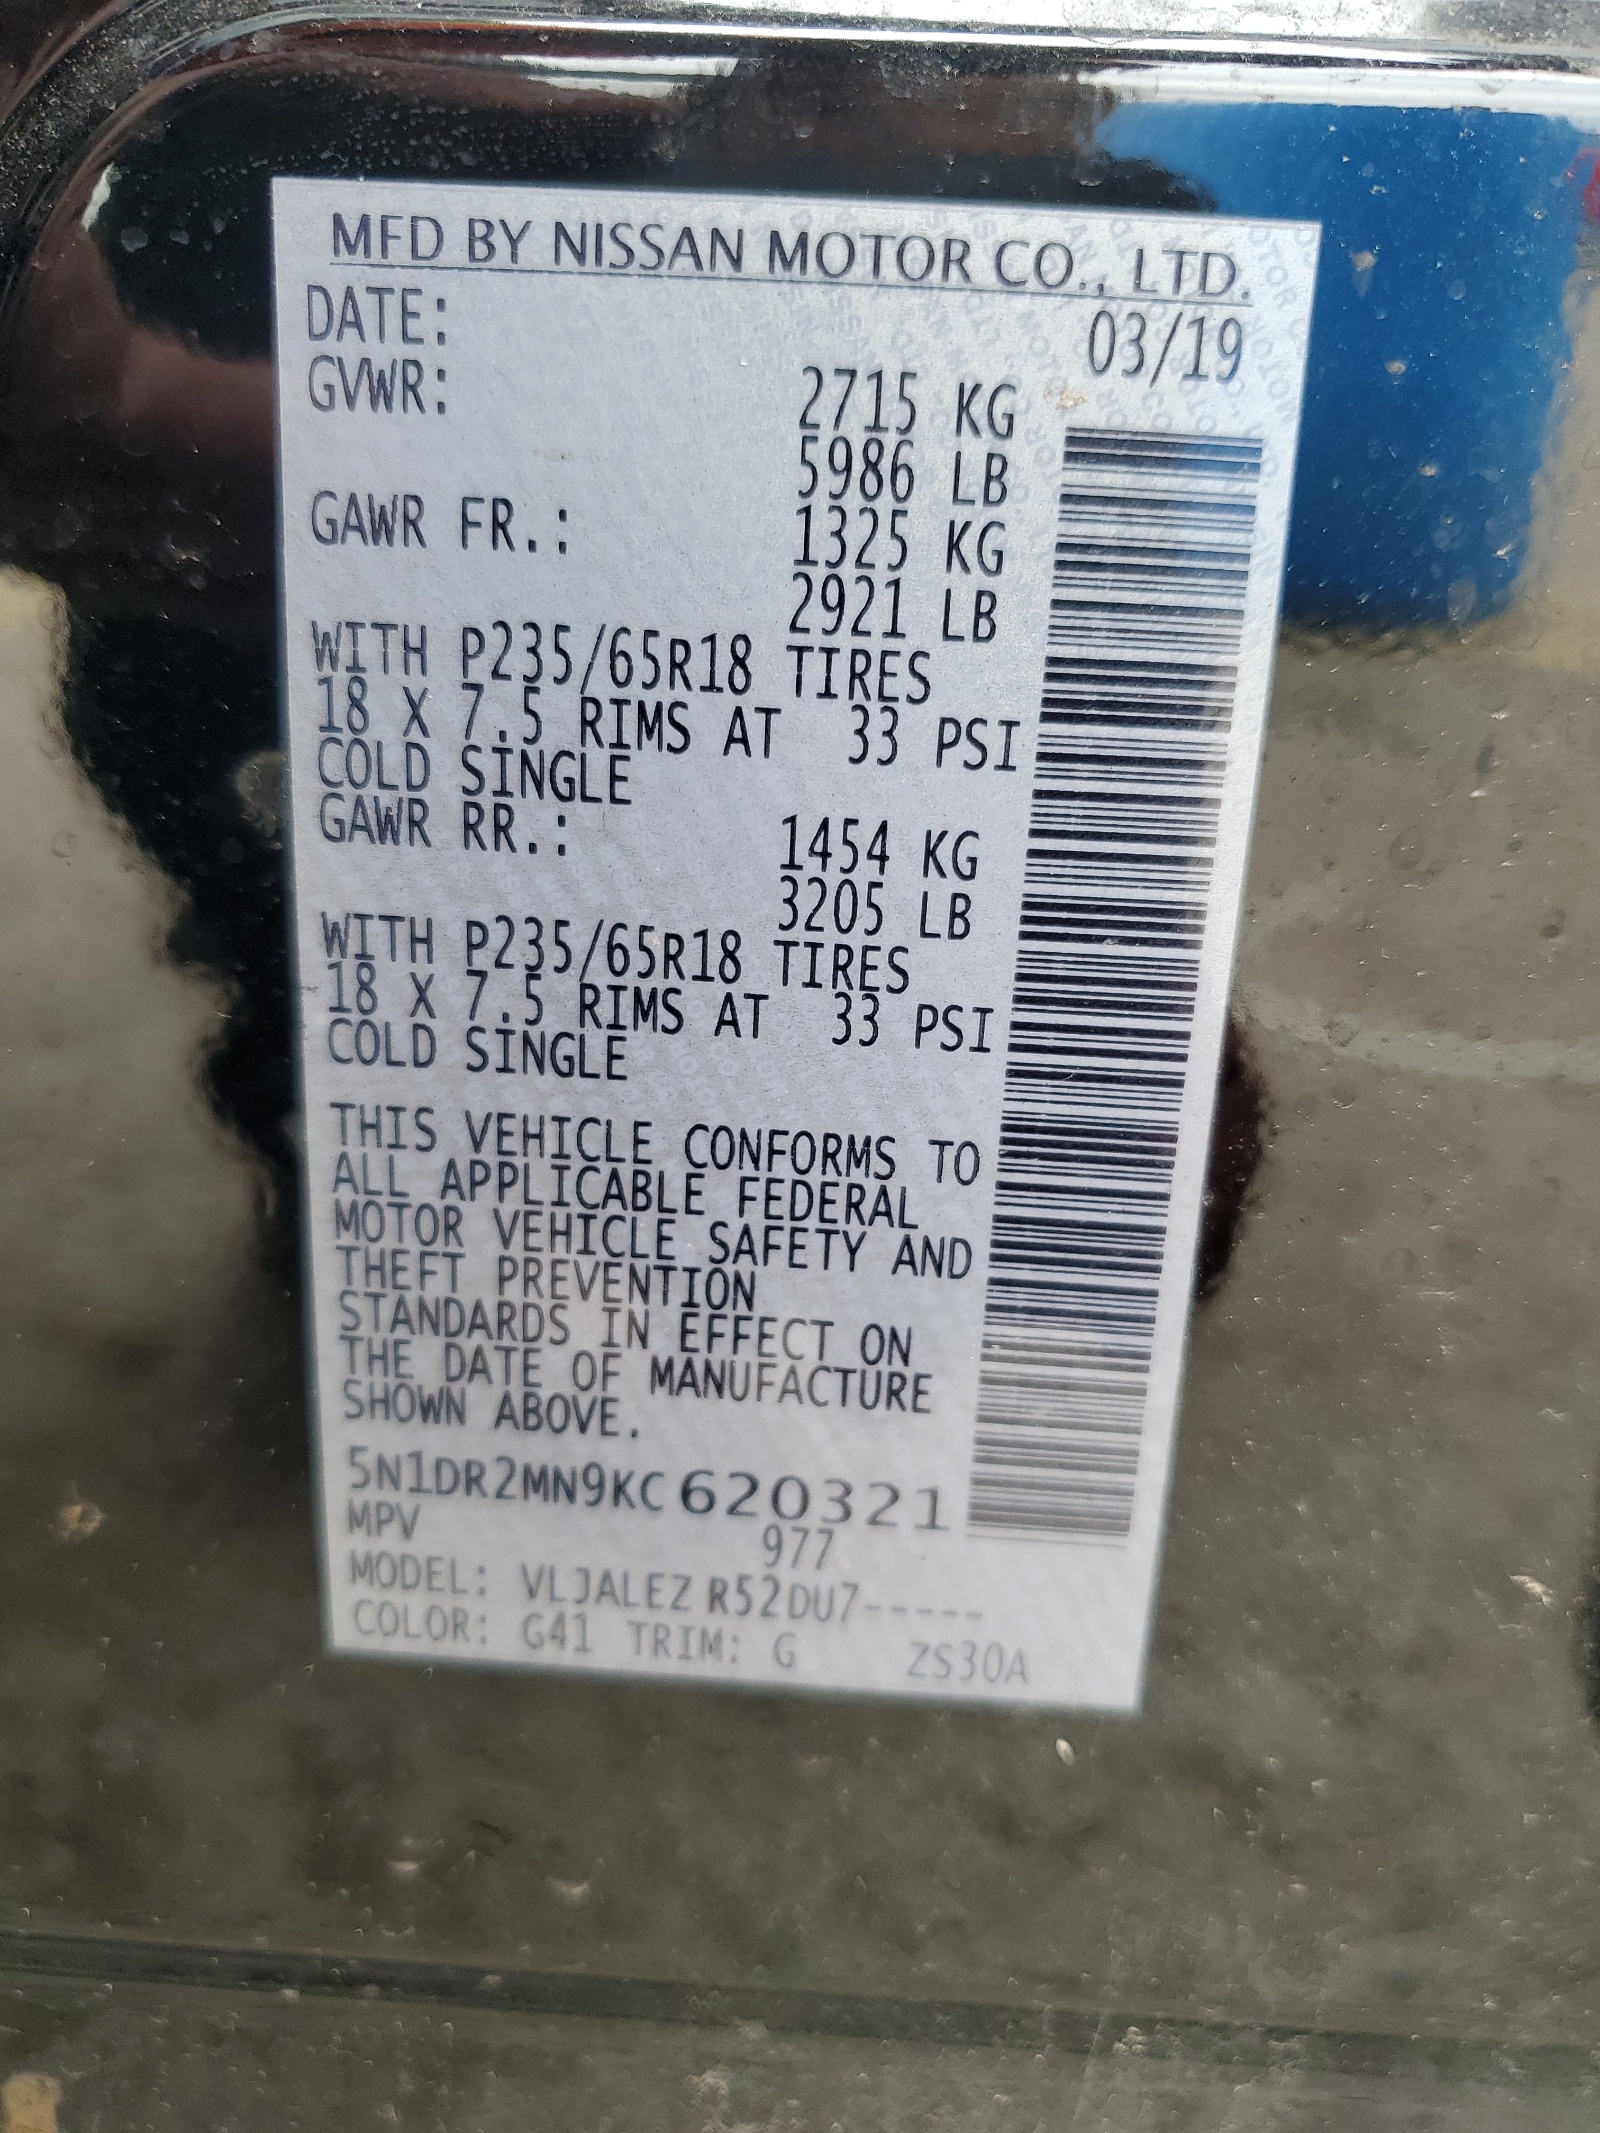 MFD BY NISSAN MOTOR CO., LTD.
DATE: 03/19
GVWR: 2715 KG
5986 LB
GAWR FR.: 1325 KG
2921 LB
WITH P235/65R18 TIRES
18 X 7.5 RIMS AT 33 PSI
COLD SINGLE
GAWR RR.: 1454 KG
3205 LB
WITH P235/65R18 TIRES
18 X 7.5 RIMS AT 33 PSI
COLD SINGLE
THIS VEHICLE CONFORMS TO
ALL APPLICABLE FEDERAL
MOTOR VEHICLE SAFETY AND
THEFT PREVENTION
STANDARDS IN EFFECT ON
THE DATE OF MANUFACTURE
SHOWN ABOVE.
5N1DR2MN9KC620321
MPV 977
MODEL: VLJALEZ R52DU7-----
COLOR: G41 TRIM: G ZS30A